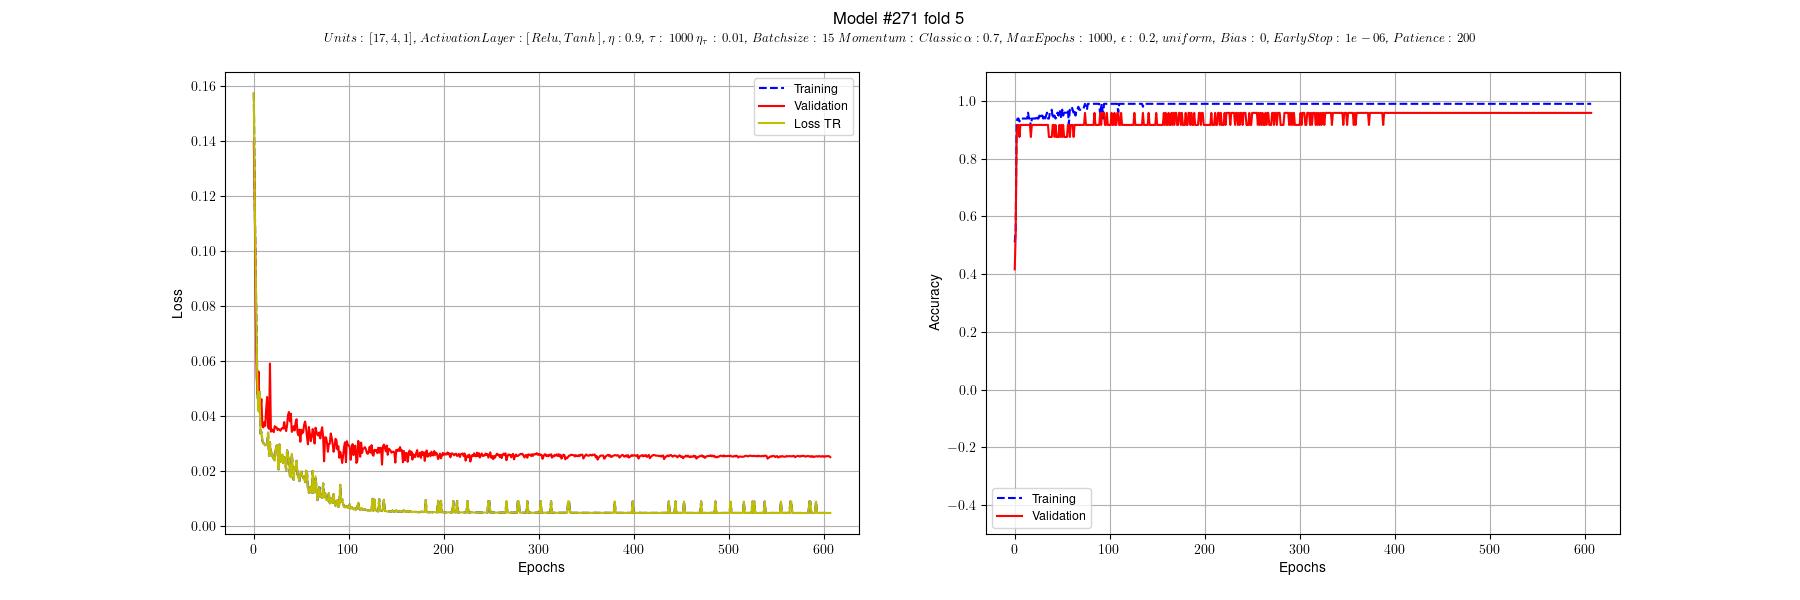 Model #271 fold 5
Units : [17, 4, 1], ActivationLayer : [Relu, Tanh], η : 0.9, τ : 1000 η_τ : 0.01, Batchsize : 15 Momentum : Classic α : 0.7, MaxEpochs : 1000, ϵ : 0.2, uniform, Bias : 0, EarlyStop : 1e − 06, Patience : 200
0.16
0.14
0.12
0.10
0.08
0.06
0.04
0.02
0.00
Loss
Training
Validation
Loss TR
0 100 200 300 400 500 600
Epochs
1.0
0.8
0.6
0.4
0.2
0.0
−0.2
−0.4
Accuracy
Training
Validation
0 100 200 300 400 500 600
Epochs